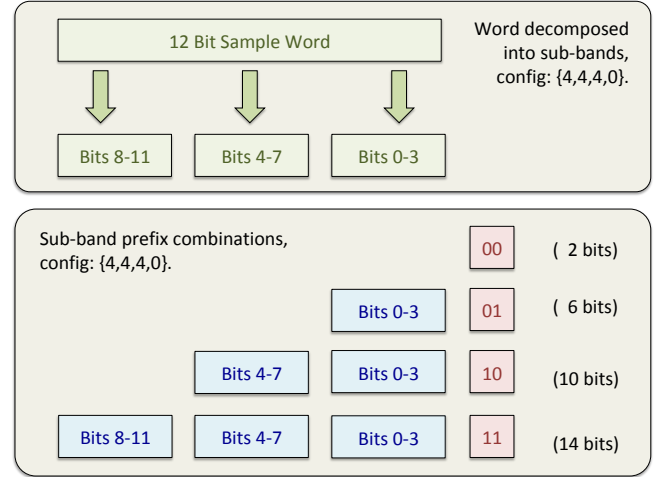 12 Bit Sample Word
Word decomposed
into sub-bands,
config: {4,4,4,0}.
Bits 8-11 Bits 4-7 Bits 0-3
Sub-band prefix combinations,
config: {4,4,4,0}.
00 ( 2 bits)
Bits 0-3 01 ( 6 bits)
Bits 4-7 Bits 0-3 10 (10 bits)
Bits 8-11 Bits 4-7 Bits 0-3 11 (14 bits)